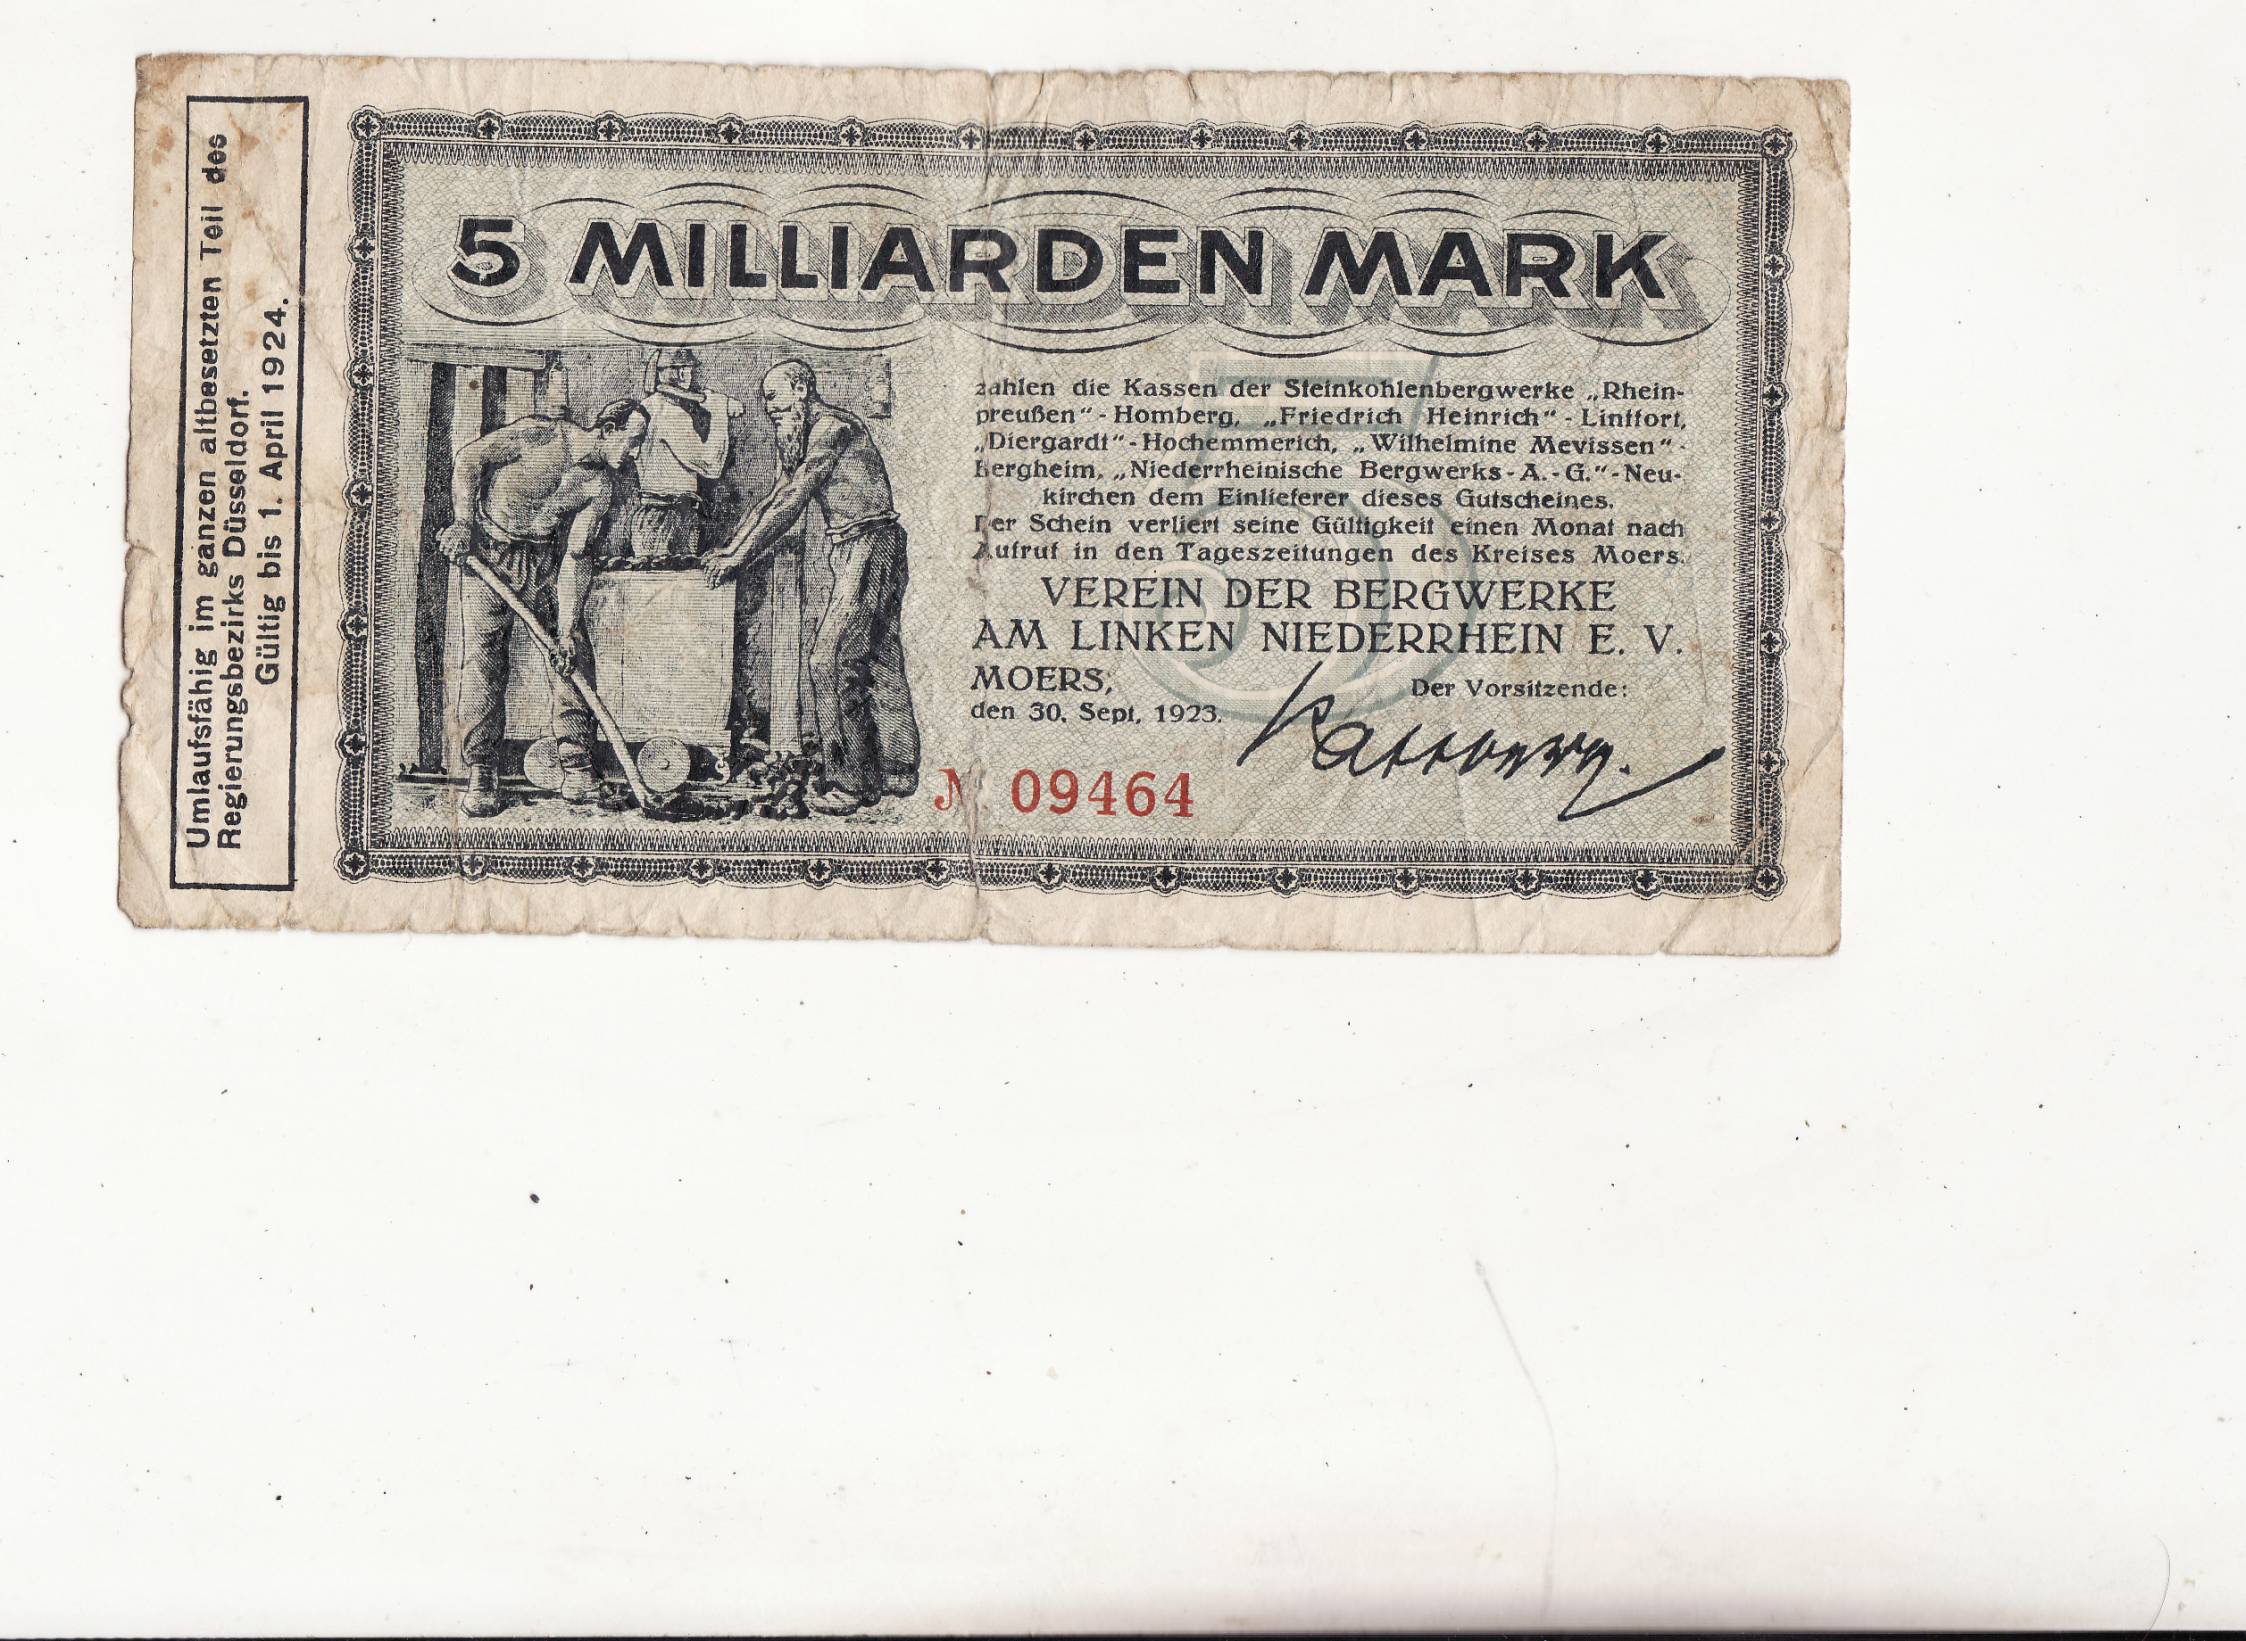 Umlaufsfähig im ganzen altbesetzten Teil des
Regierungsbezirks Düsseldorf.
Gültig bis 1. April 1924.
5 MILLIARDEN MARK
zahlen die Kassen der Steinkohlenbergwerke „Rhein-
preußen“ - Homberg, „Friedrich Heinrich“ - Lintfort,
„Diergardt“ - Hochemmerich, „Wilhelmine Mevissen“ -
Bergheim, „Niederrheinische Bergwerks-A.-G.“ - Neu-
kirchen dem Einlieferer dieses Gutscheines.
Der Schein verliert seine Gültigkeit einen Monat nach
Aufruf in den Tageszeitungen des Kreises Moers.
VEREIN DER BERGWERKE
AM LINKEN NIEDERRHEIN E. V.
MOERS,
den 30. Sept. 1923.
Der Vorsitzende:
№ 09464
5